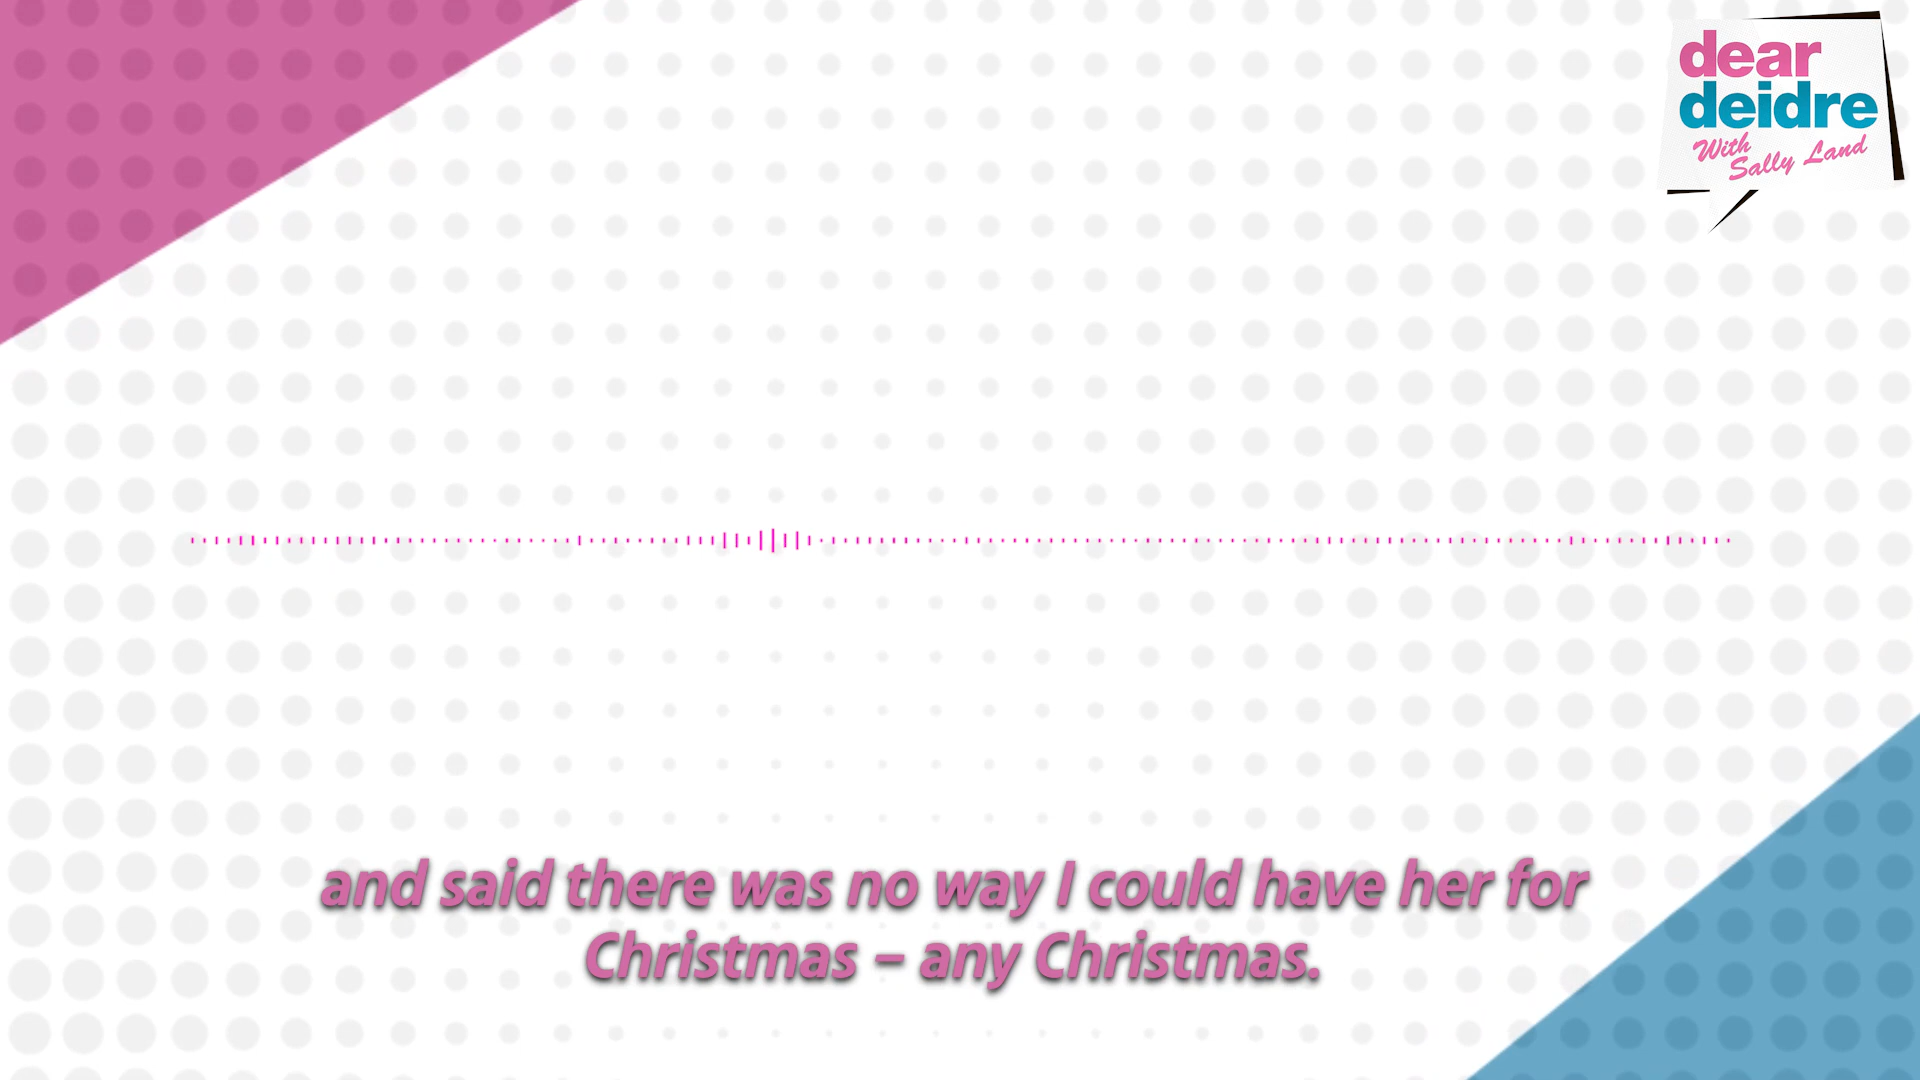 dear
deidre
With
Sally Land
and said there was no way I could have her for
Christmas – any Christmas.